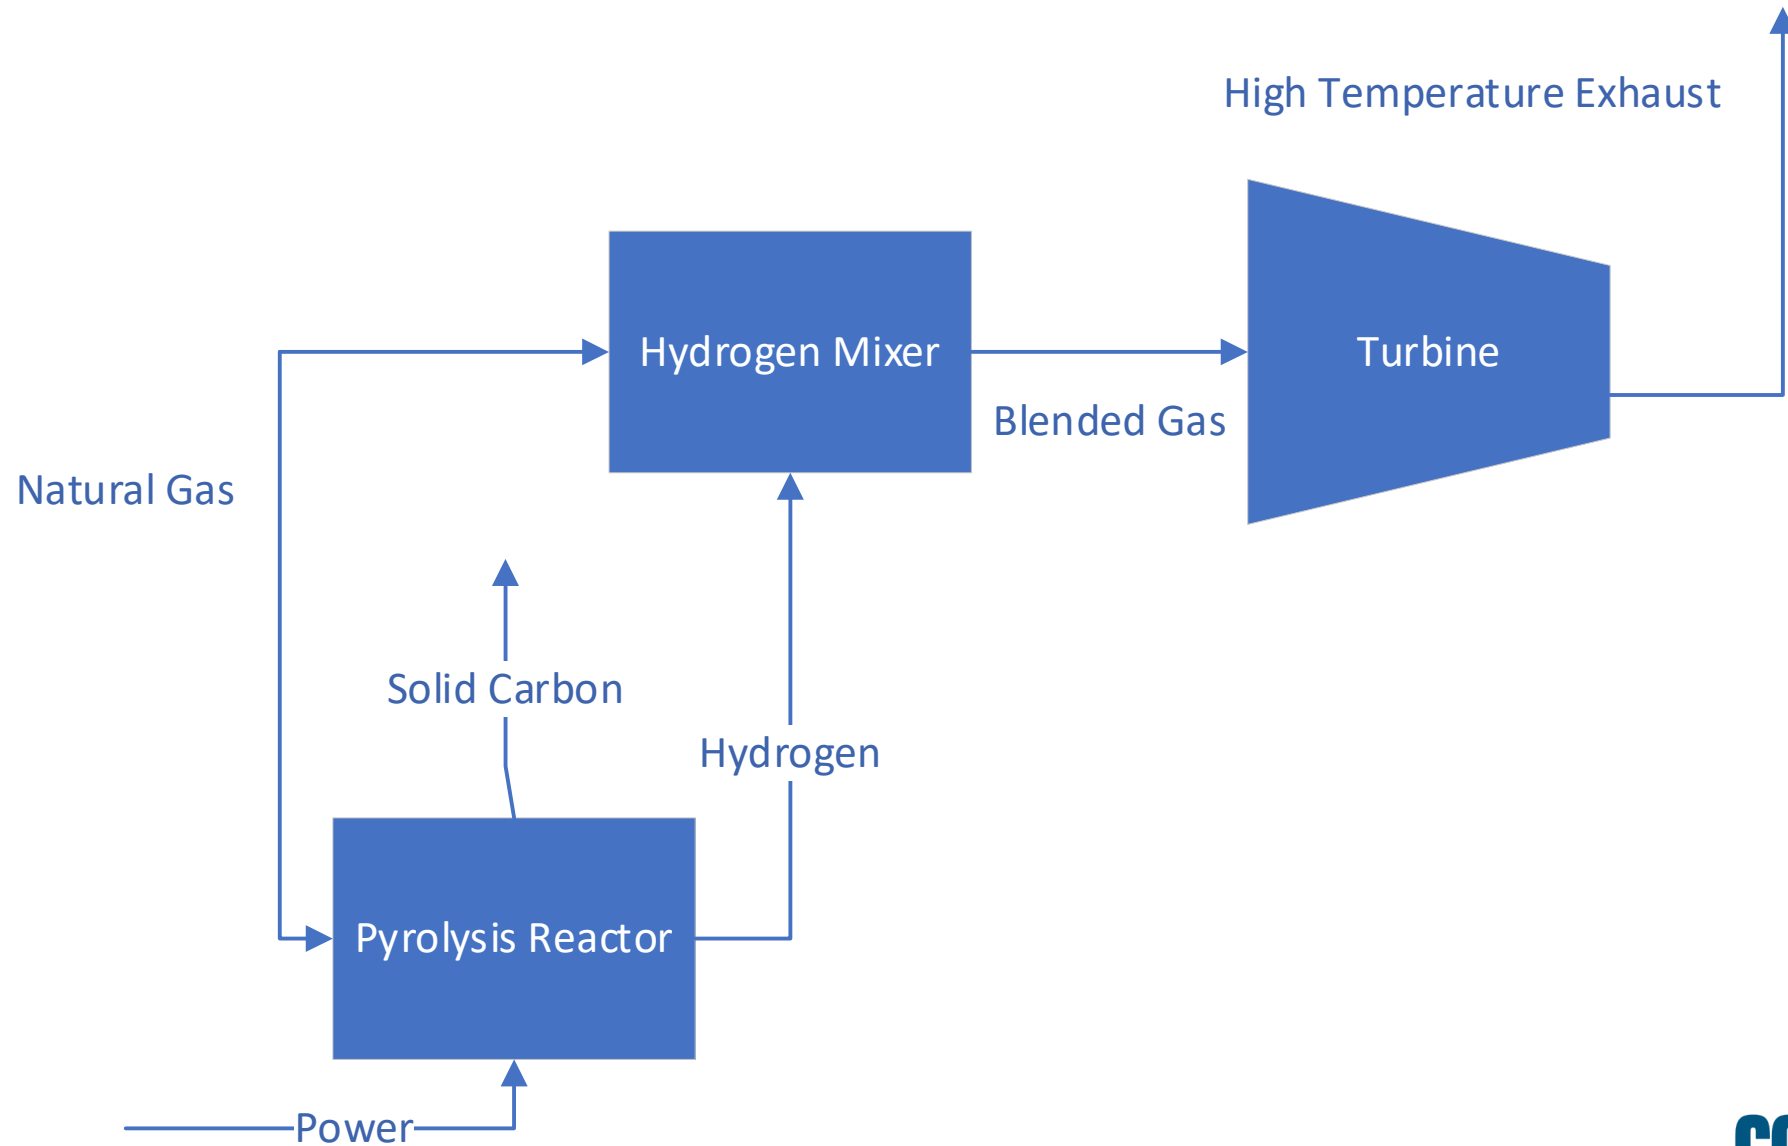 High Temperature Exhaust
Hydrogen Mixer
Turbine
Blended Gas
Natural Gas
Solid Carbon
Hydrogen
Pyrolysis Reactor
Power